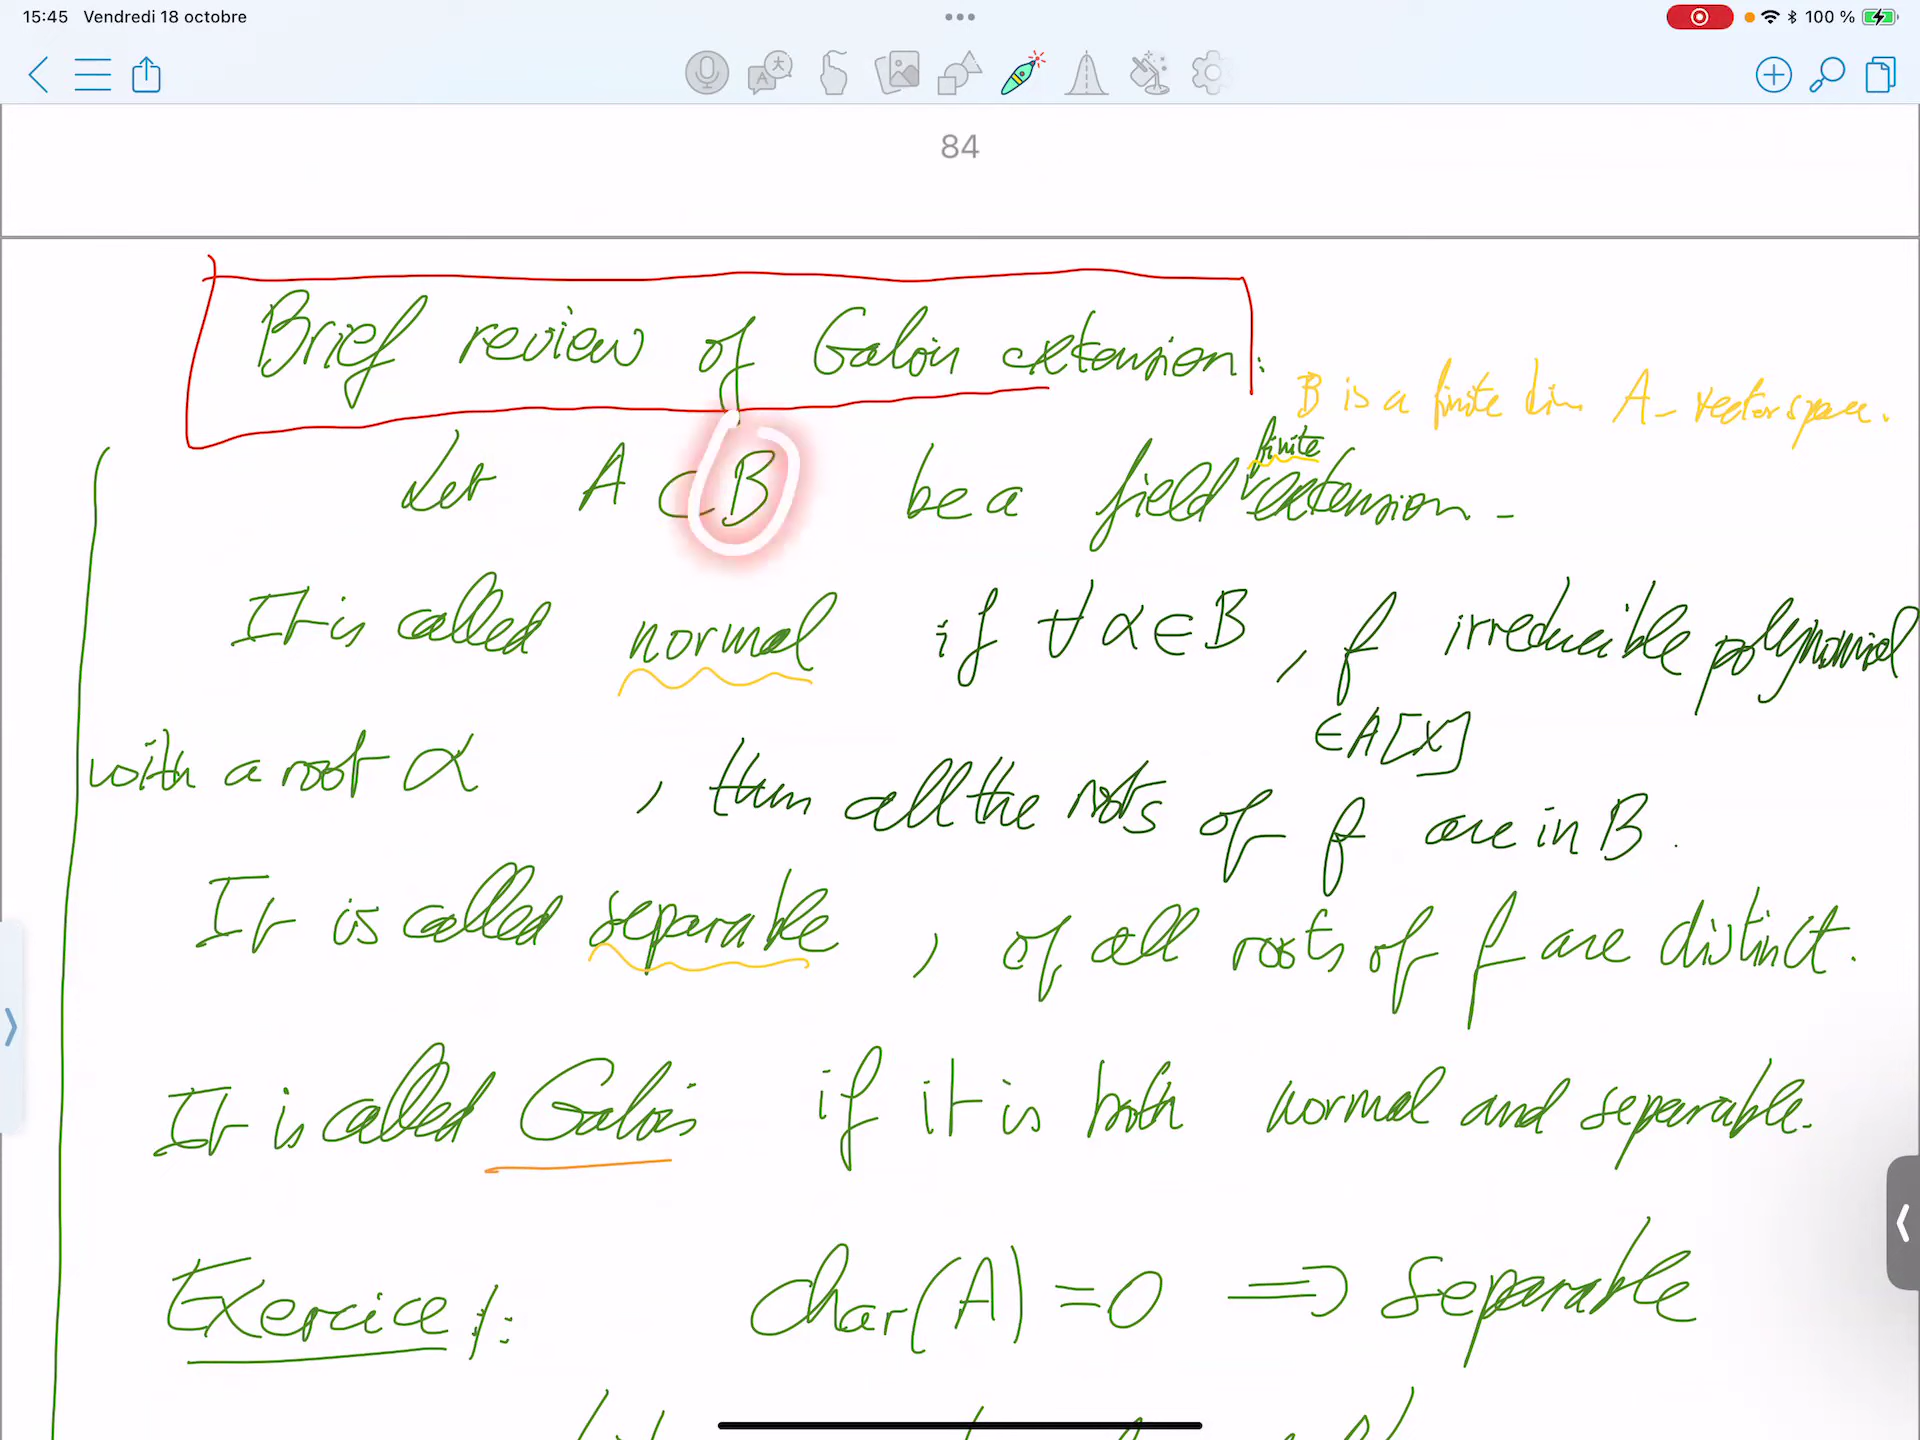 15:45 Vendredi 18 octobre
100 %
84
Brief review of Galois extension:
B is a finite dim A-vector space.
finite
Let A ⊂ B be a field extension -
It is called normal if ∀ α ∈ B , f irreducible polynomial
∈ A[X]
with a root α , then all the roots of f are in B .
It is called separable , of all roots of f are distinct.
It is called Galois if it is both normal and separable.
Exercice 1: char(A) = 0 ⟹ separable